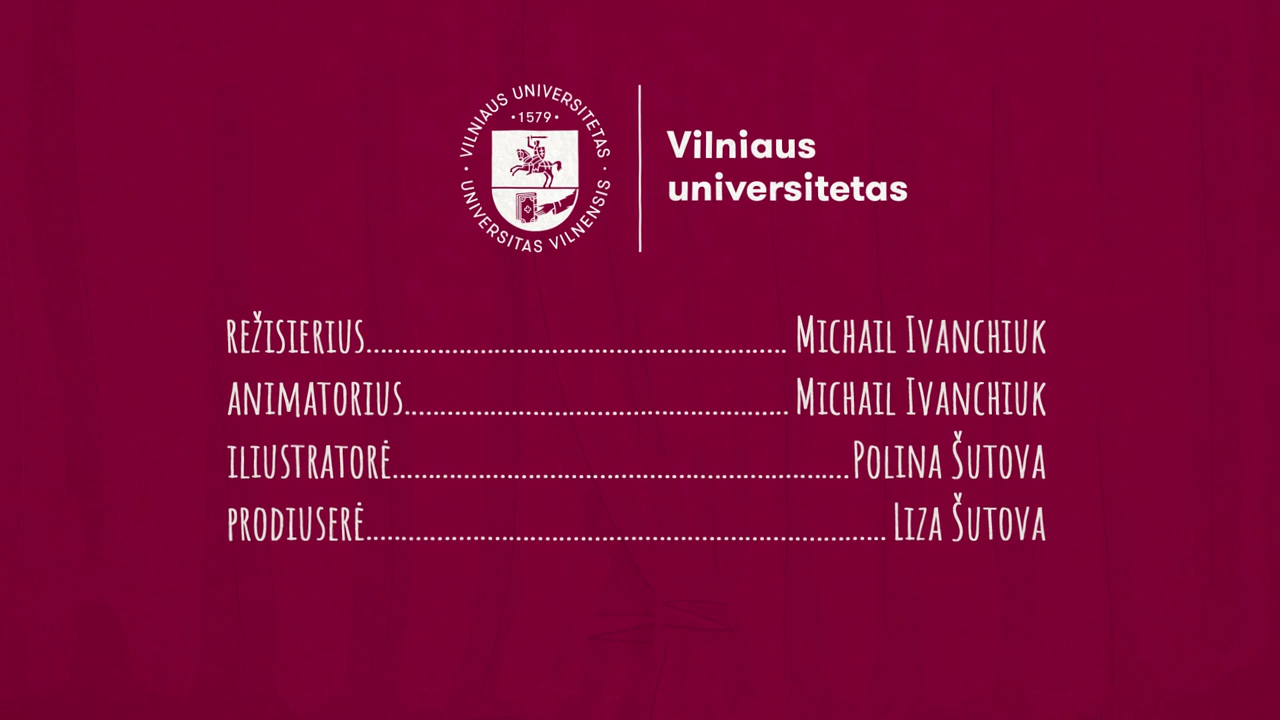 VILNIAUS UNIVERSITETAS
• 1579 •
UNIVERSITAS VILNENSIS
Vilniaus
universitetas
REŽISIERIUS................................................ MICHAIL IVANCHIUK
ANIMATORIUS............................................ MICHAIL IVANCHIUK
ILIUSTRATORĖ....................................................POLINA ŠUTOVA
PRODIUSERĖ........................................................... LIZA ŠUTOVA